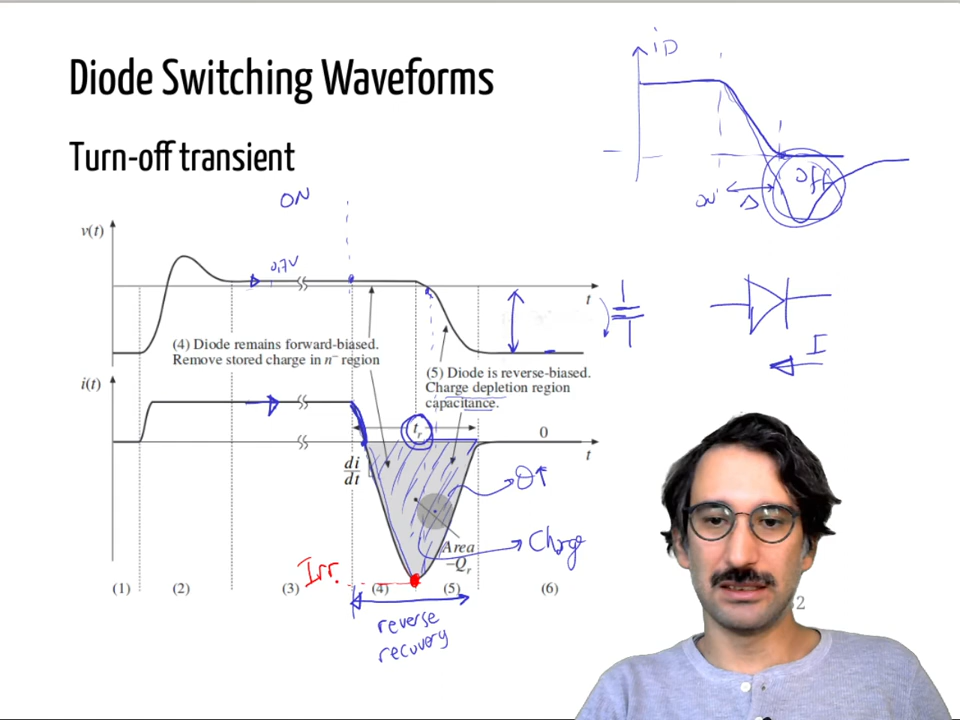 Diode Switching Waveforms
Turn-off transient
iD
ON
off
v(t)
0,7V
t
(4) Diode remains forward-biased.
Remove stored charge in n⁻ region
(5) Diode is reverse-biased.
Charge depletion region
capacitance.
I
i(t)
tr
0
t
di
dt
Area
−Qr
Charge
Irr.
(1) (2) (3) (4) (5) (6)
reverse
recovery
2